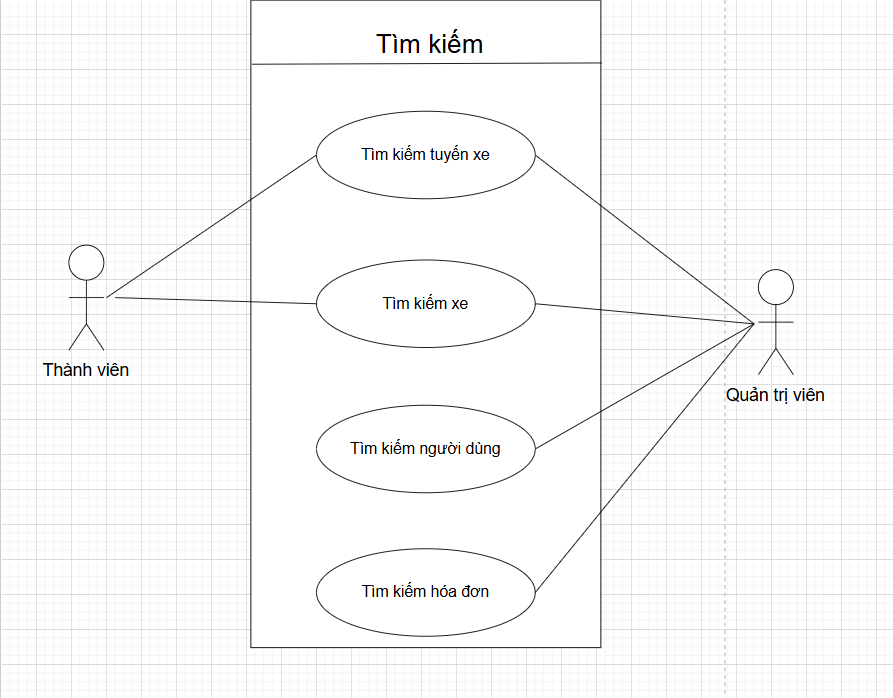 Tìm kiếm
Tìm kiếm tuyến xe
Tìm kiếm xe
Thành viên
Quản trị viên
Tìm kiếm người dùng
Tìm kiếm hóa đơn